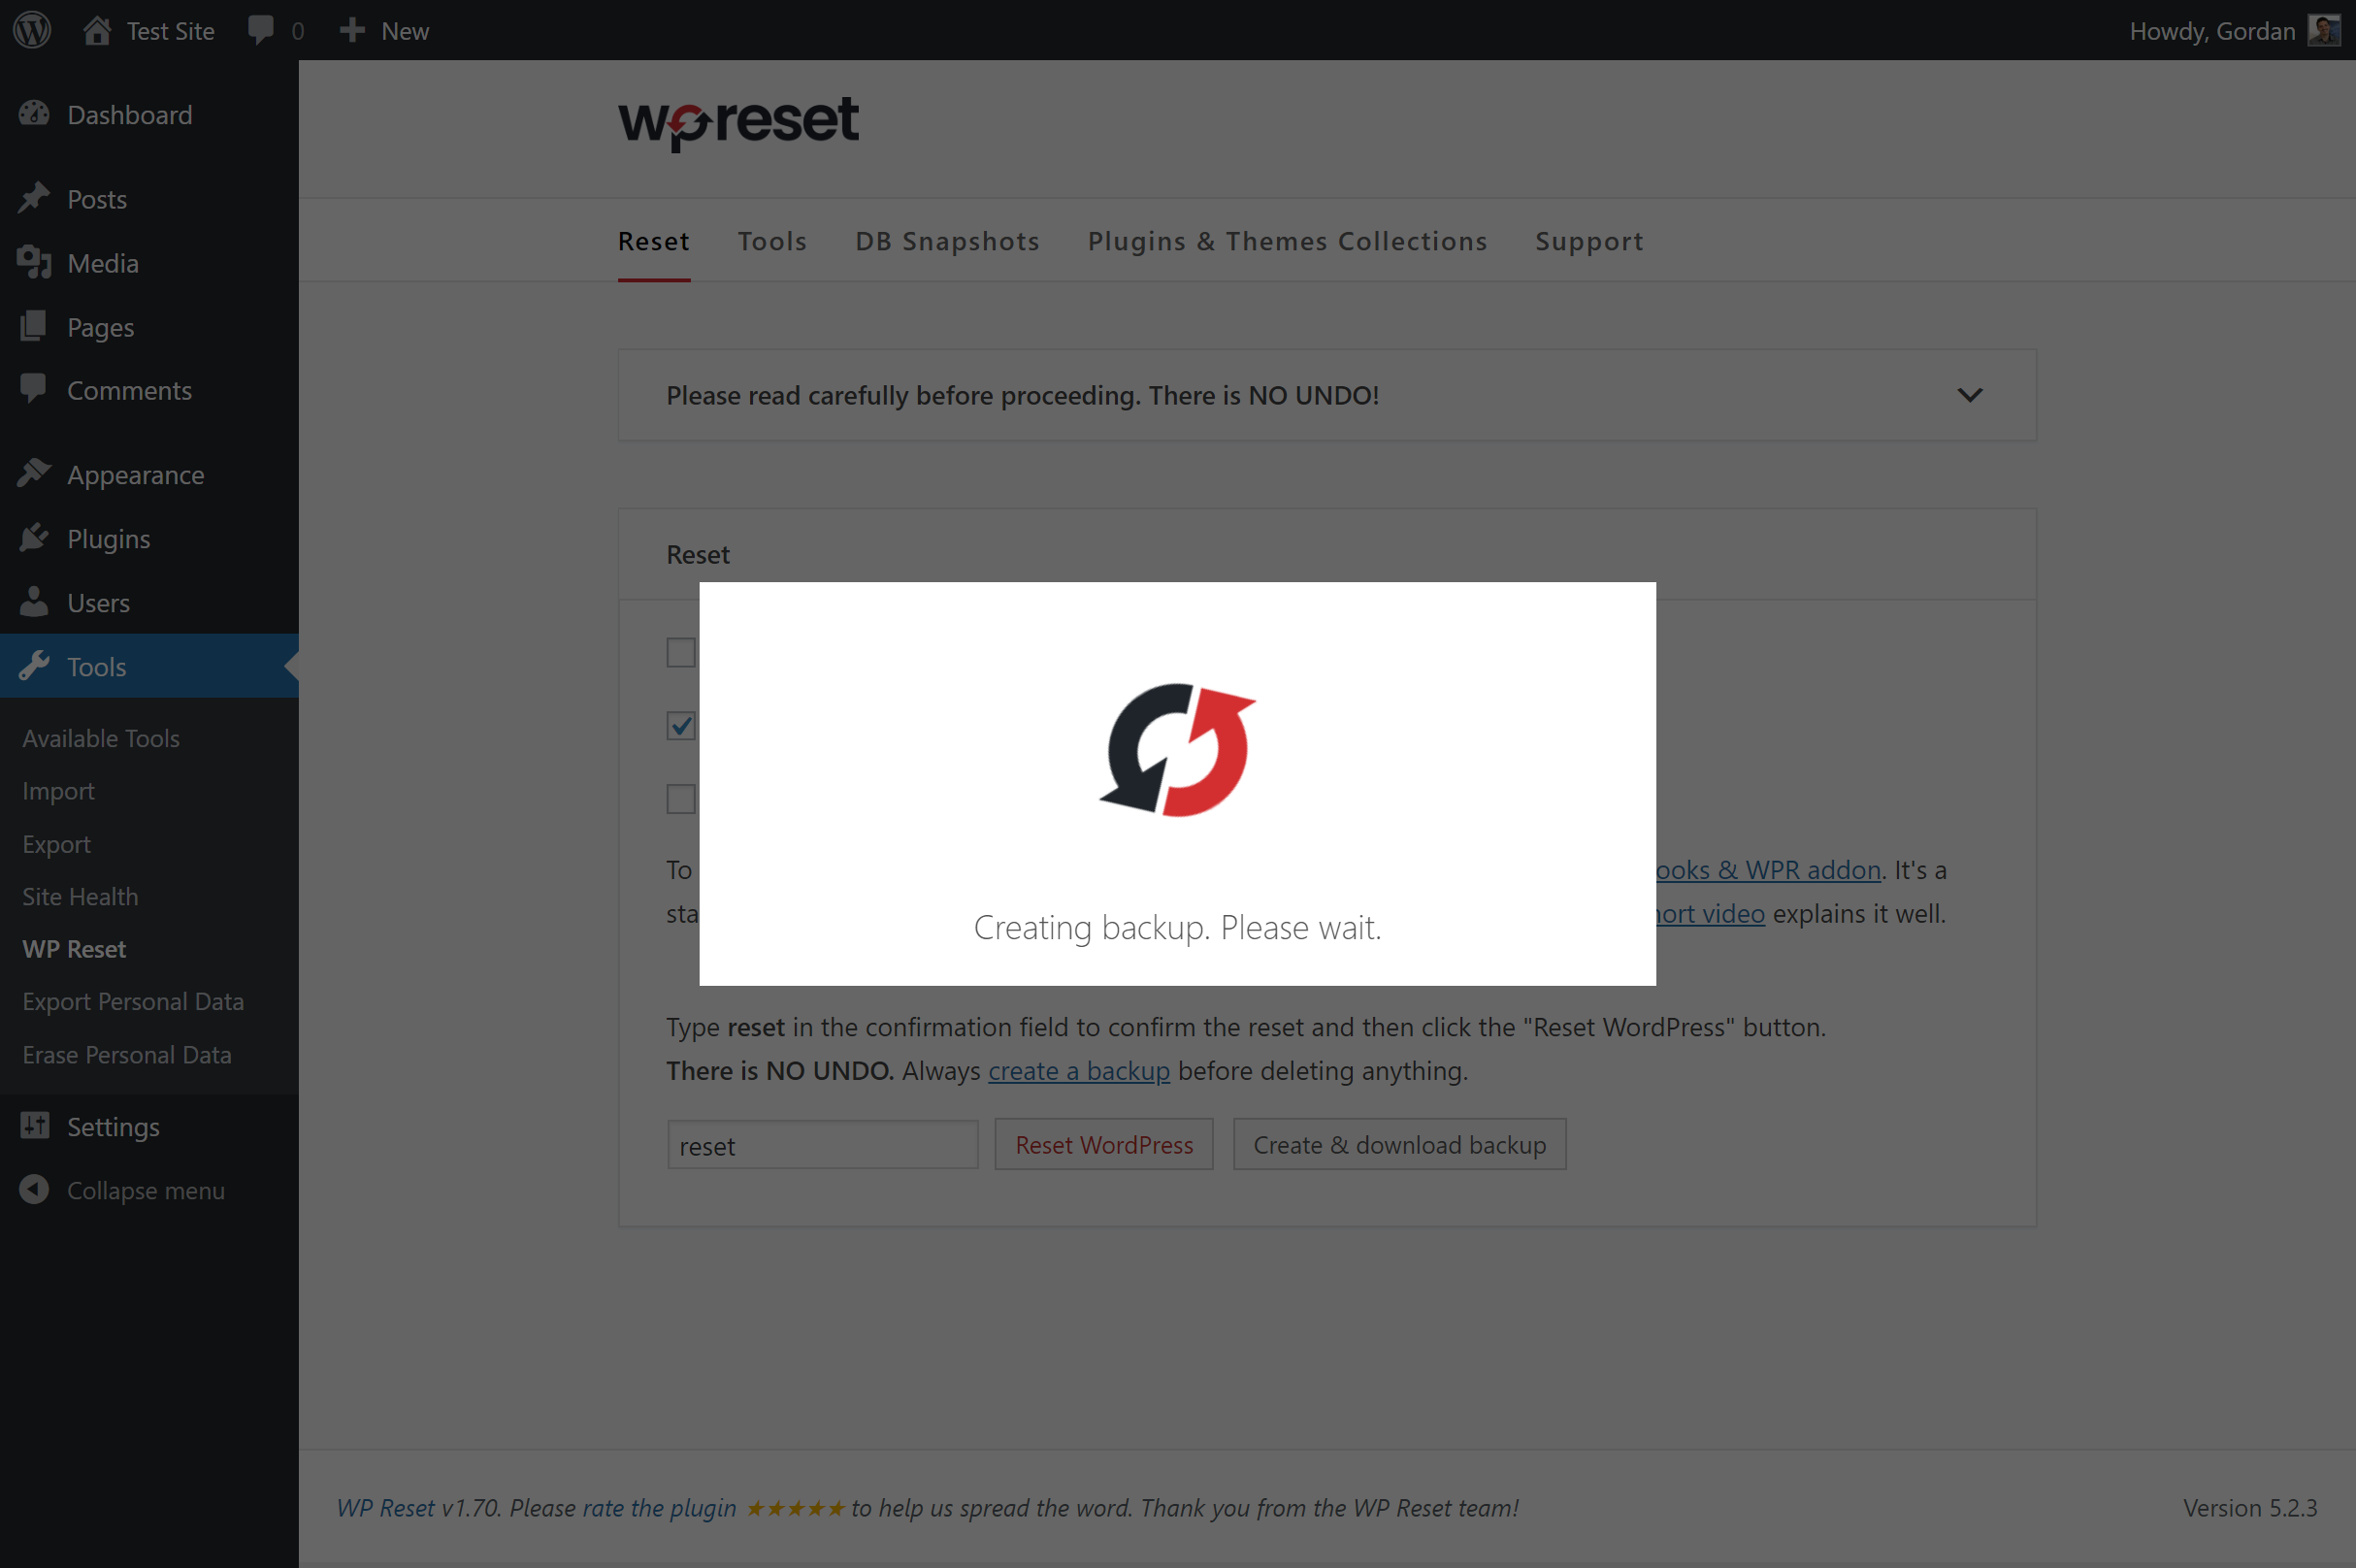 Test Site 0 New Howdy, Gordan
Dashboard
Posts
Media
Pages
Comments
Appearance
Plugins
Users
Tools
Available Tools
Import
Export
Site Health
WP Reset
Export Personal Data
Erase Personal Data
Settings
Collapse menu
wp reset
Reset Tools DB Snapshots Plugins & Themes Collections Support
Please read carefully before proceeding. There is NO UNDO!
Reset
To addon. It's a
& WPR
video explains it well.
Creating backup. Please wait.
Type reset in the confirmation field to confirm the reset and then click the "Reset WordPress" button.
There is NO UNDO. Always create a backup before deleting anything.
reset Reset WordPress Create & download backup
WP Reset v1.70. Please rate the plugin ★★★★★ to help us spread the word. Thank you from the WP Reset team! Version 5.2.3